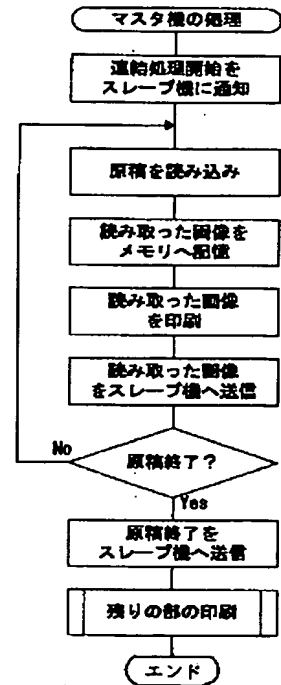 マスタ機の処理
連結処理開始を
スレーブ機に通知
原稿を読み込み
読み取った画像を
メモリへ記憶
読み取った画像
を印刷
読み取った画像
をスレーブ機へ送信
原稿終了？
No
Yes
原稿終了を
スレーブ機へ送信
残りの部の印刷
エンド